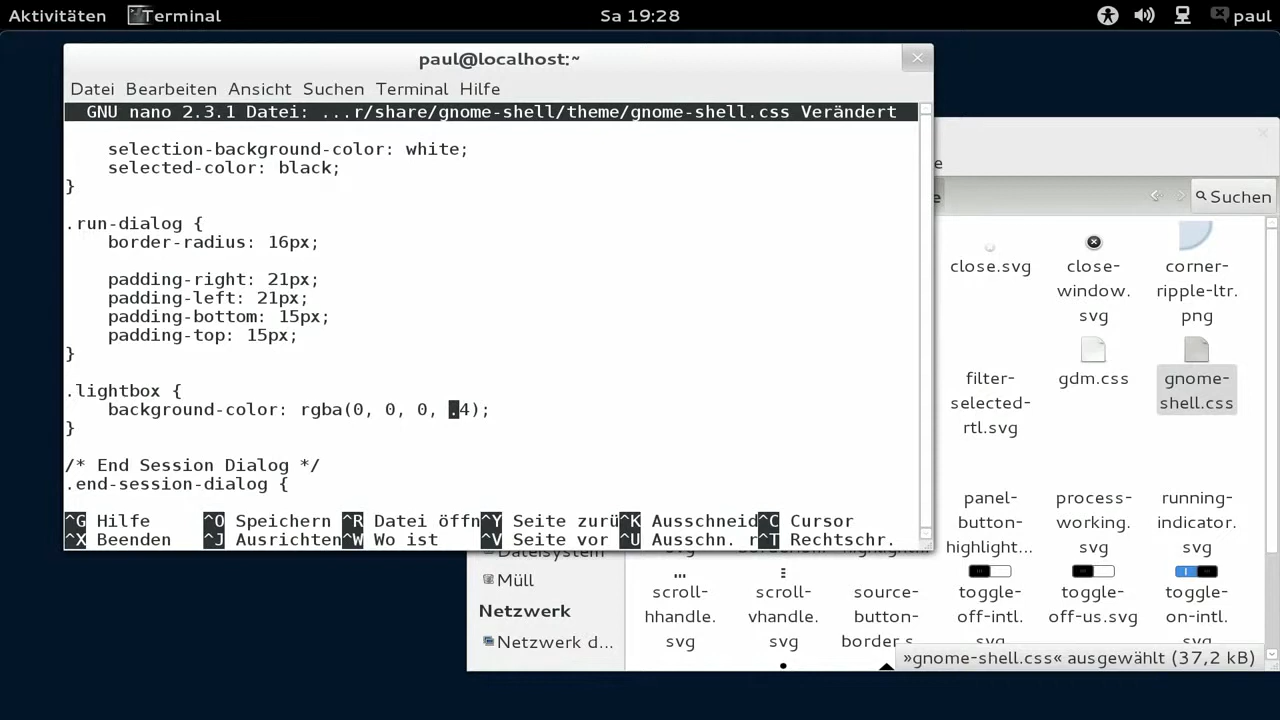 Aktivitäten Terminal Sa 19:28 paul
paul@localhost:~
Datei Bearbeiten Ansicht Suchen Terminal Hilfe
GNU nano 2.3.1 Datei: ...r/share/gnome-shell/theme/gnome-shell.css Verändert
selection-background-color: white;
selected-color: black;
}
.run-dialog {
border-radius: 16px;
padding-right: 21px;
padding-left: 21px;
padding-bottom: 15px;
padding-top: 15px;
}
.lightbox {
background-color: rgba(0, 0, 0, .4);
}
/* End Session Dialog */
.end-session-dialog {
^G Hilfe ^O Speichern ^R Datei öffn^Y Seite zurü^K Ausschneid^C Cursor
^X Beenden ^J Ausrichten^W Wo ist ^V Seite vor ^U Ausschn. r^T Rechtschr.
Suchen
close.svg
close-
window.
svg
corner-
ripple-ltr.
png
filter-
selected-
rtl.svg
gdm.css
gnome-
shell.css
panel-
button-
highlight...
process-
working.
svg
running-
indicator.
svg
Dateisystem
Müll
Netzwerk
Netzwerk d...
scroll-
hhandle.
svg
scroll-
vhandle.
svg
source-
button-
border.s...
toggle-
off-intl.
svg
toggle-
off-us.svg
toggle-
on-intl.
svg
»gnome-shell.css« ausgewählt (37,2 kB)